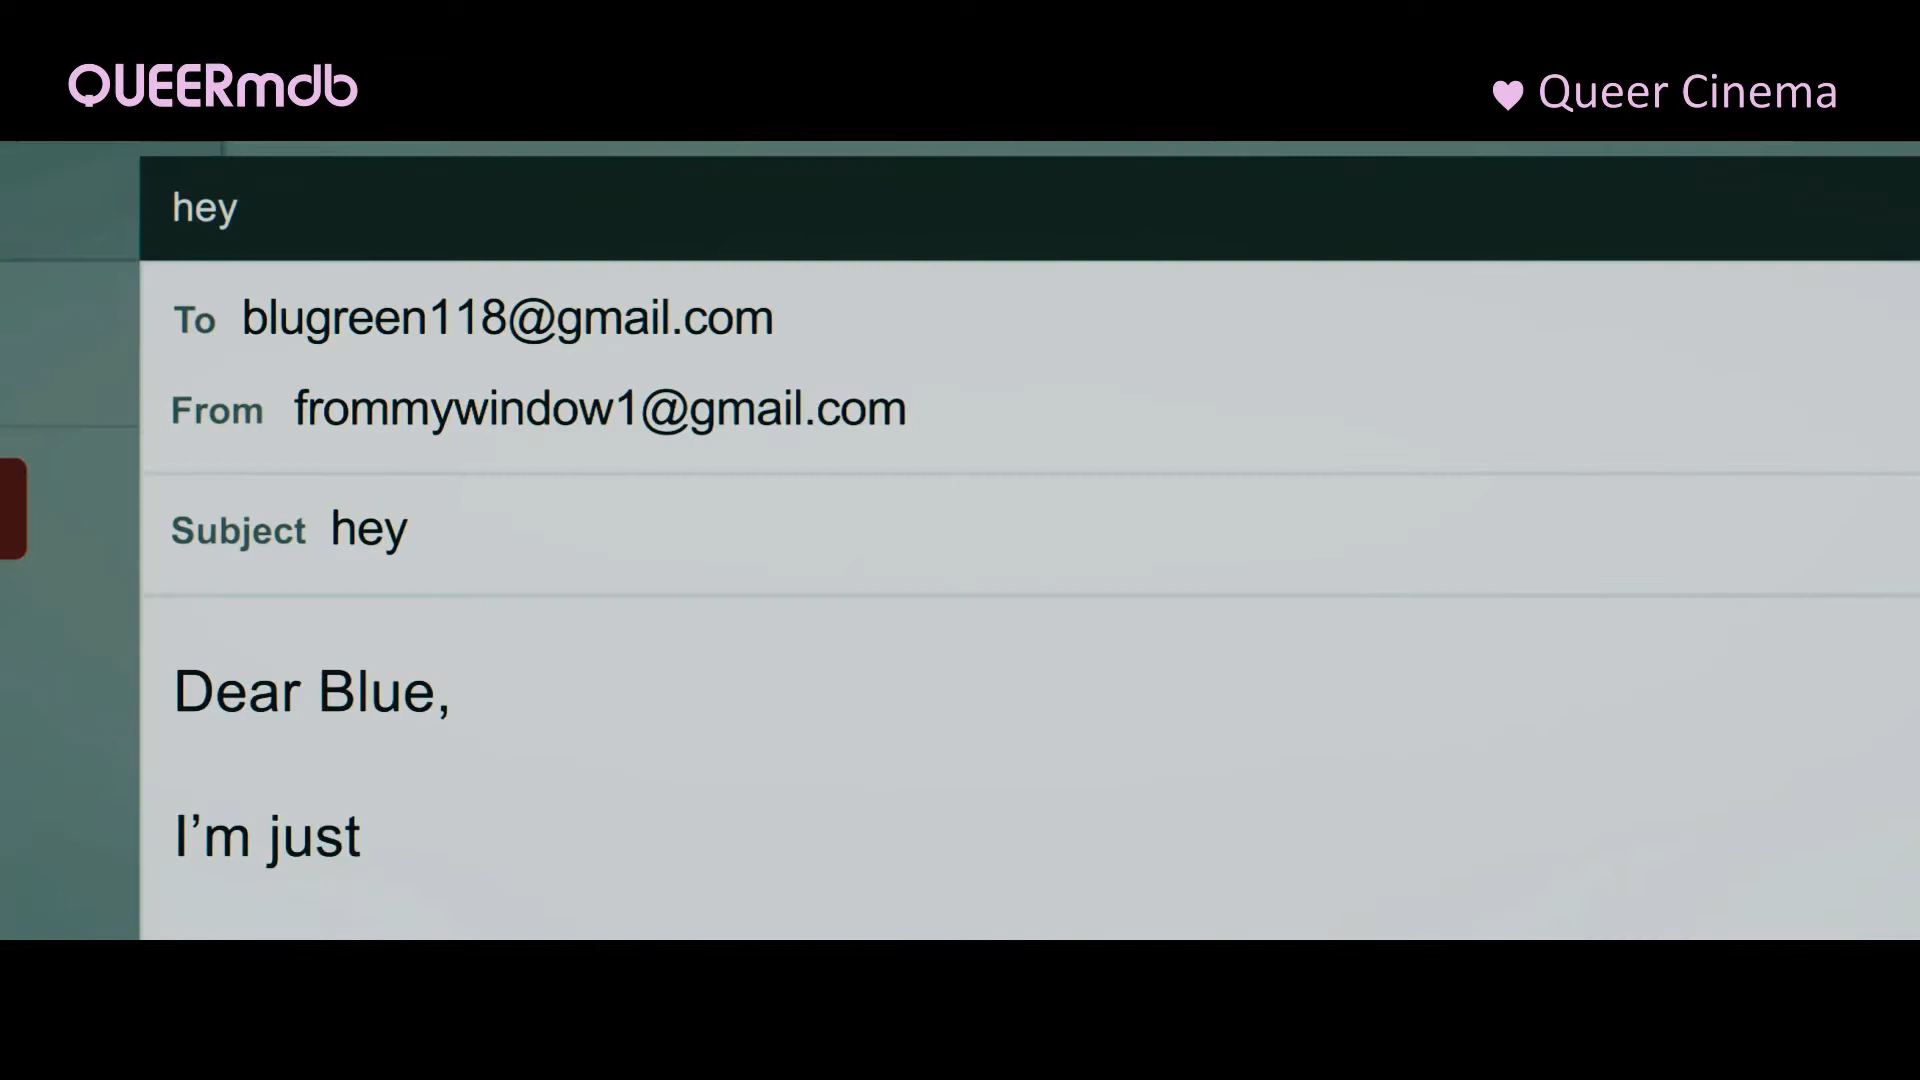 QUEERmdb
♥ Queer Cinema
hey
To blugreen118@gmail.com
From frommywindow1@gmail.com
Subject hey
Dear Blue,
I’m just